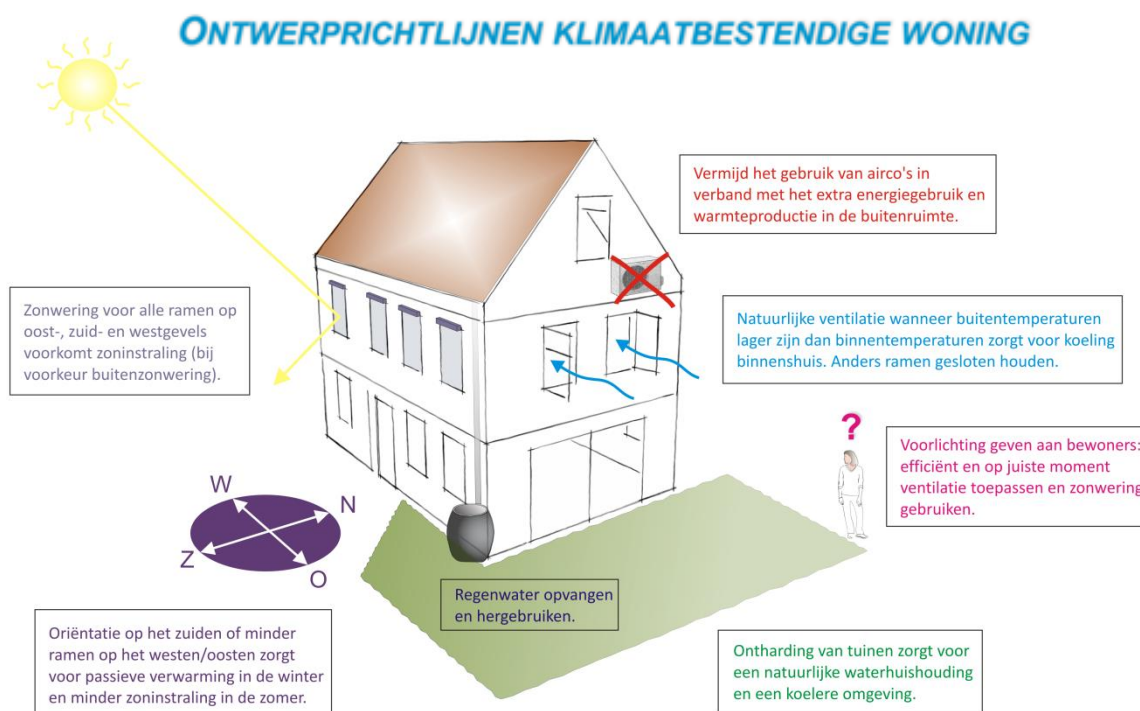 ONTWERPRICHTLIJNEN KLIMAATBESTENDIGE WONING
Vermijd het gebruik van airco's in
verband met het extra energiegebruik en
warmteproductie in de buitenruimte.
Zonwering voor alle ramen op
oost-, zuid- en westgevels
voorkomt zoninstraling (bij
voorkeur buitenzonwering).
Natuurlijke ventilatie wanneer buitentemperaturen
lager zijn dan binnentemperaturen zorgt voor koeling
binnenshuis. Anders ramen gesloten houden.
?
Voorlichting geven aan bewoners:
efficiënt en op juiste moment
ventilatie toepassen en zonwering
gebruiken.
W
N
Z
O
Regenwater opvangen
en hergebruiken.
Oriëntatie op het zuiden of minder
ramen op het westen/oosten zorgt
voor passieve verwarming in de winter
en minder zoninstraling in de zomer.
Ontharding van tuinen zorgt voor
een natuurlijke waterhuishouding
en een koelere omgeving.